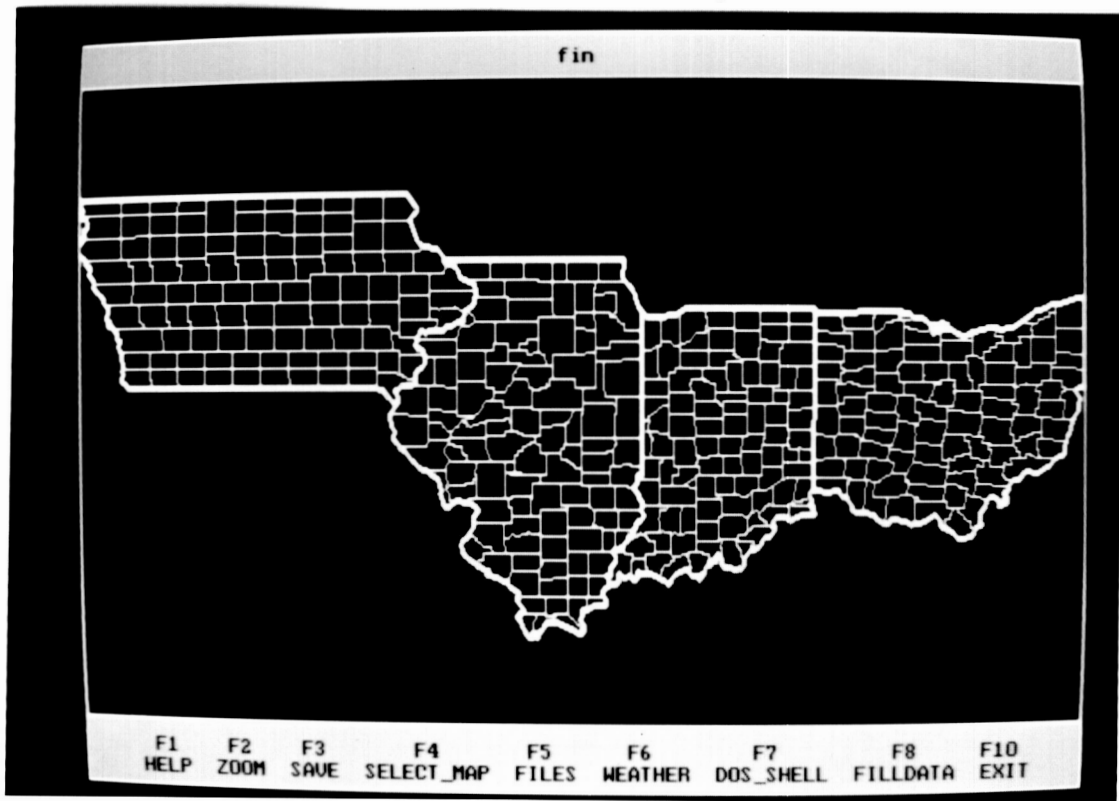 fin
F1 F2 F3 F4 F5 F6 F7 F8 F10
HELP ZOOM SAVE SELECT_MAP FILES WEATHER DOS_SHELL FILLDATA EXIT